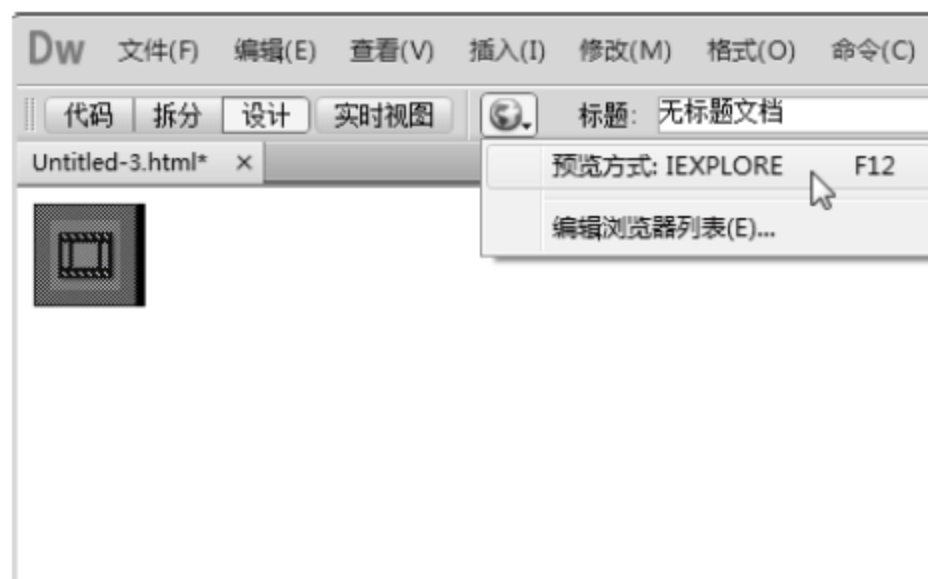 Dw 文件(F) 编辑(E) 查看(V) 插入(I) 修改(M) 格式(O) 命令(C)
代码 拆分 设计 实时视图 标题: 无标题文档
Untitled-3.html* ×
预览方式: IEXPLORE F12
编辑浏览器列表(E)...